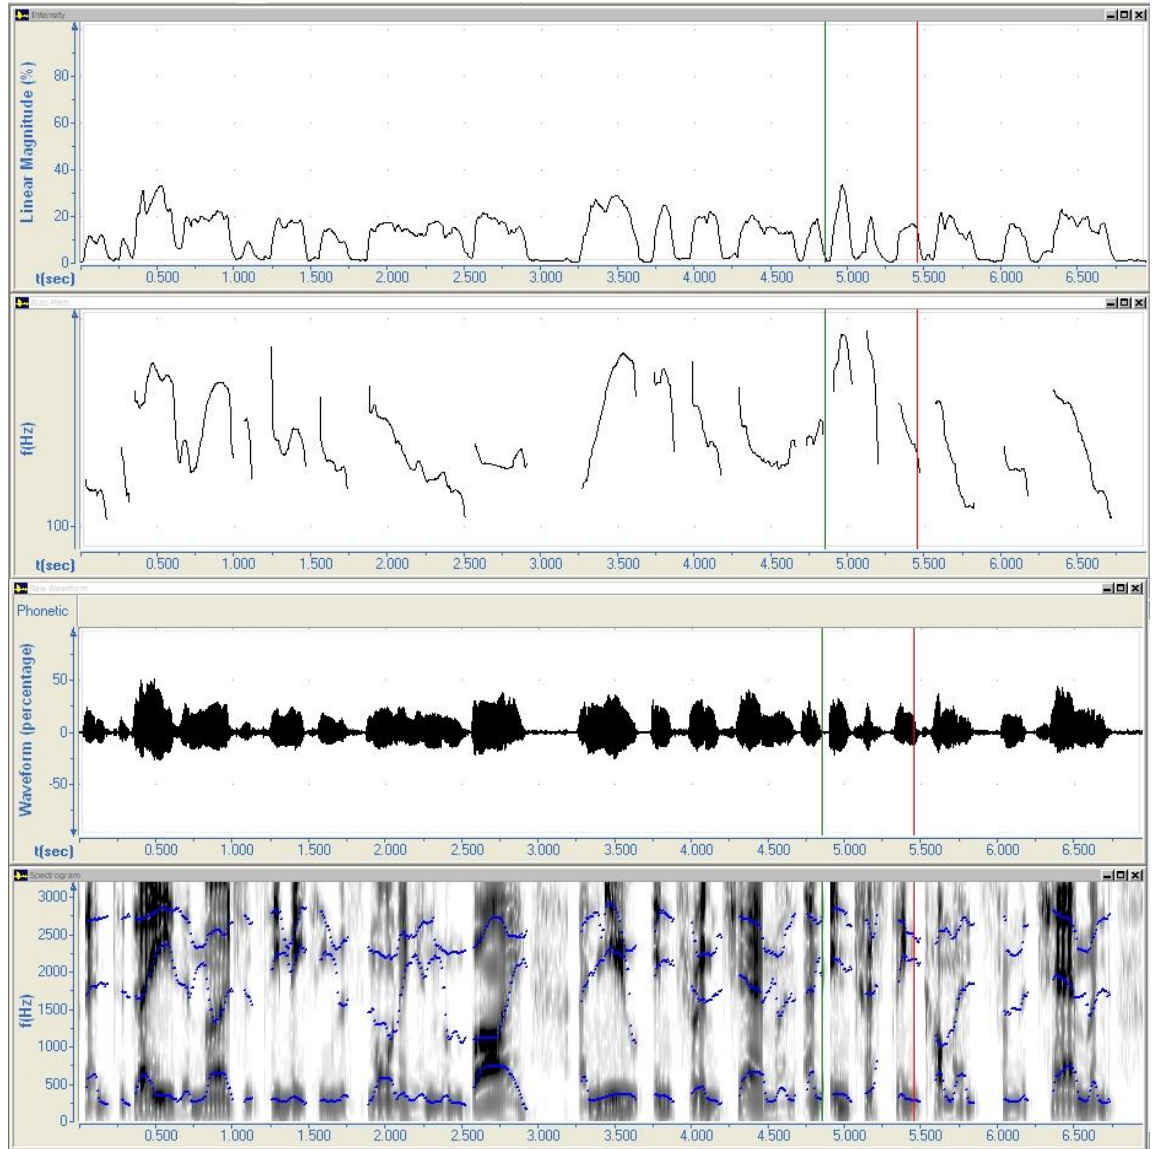 Intensity
Linear Magnitude (%)
80
60
40
20
0
t(sec) 0.500 1.000 1.500 2.000 2.500 3.000 3.500 4.000 4.500 5.000 5.500 6.000 6.500
Auto Pitch
f(Hz)
100
t(sec) 0.500 1.000 1.500 2.000 2.500 3.000 3.500 4.000 4.500 5.000 5.500 6.000 6.500
Raw Waveform
Phonetic
Waveform (percentage)
50
0
-50
t(sec) 0.500 1.000 1.500 2.000 2.500 3.000 3.500 4.000 4.500 5.000 5.500 6.000 6.500
Spectrogram
f(Hz)
3000
2500
2000
1500
1000
500
0
t(sec) 0.500 1.000 1.500 2.000 2.500 3.000 3.500 4.000 4.500 5.000 5.500 6.000 6.500